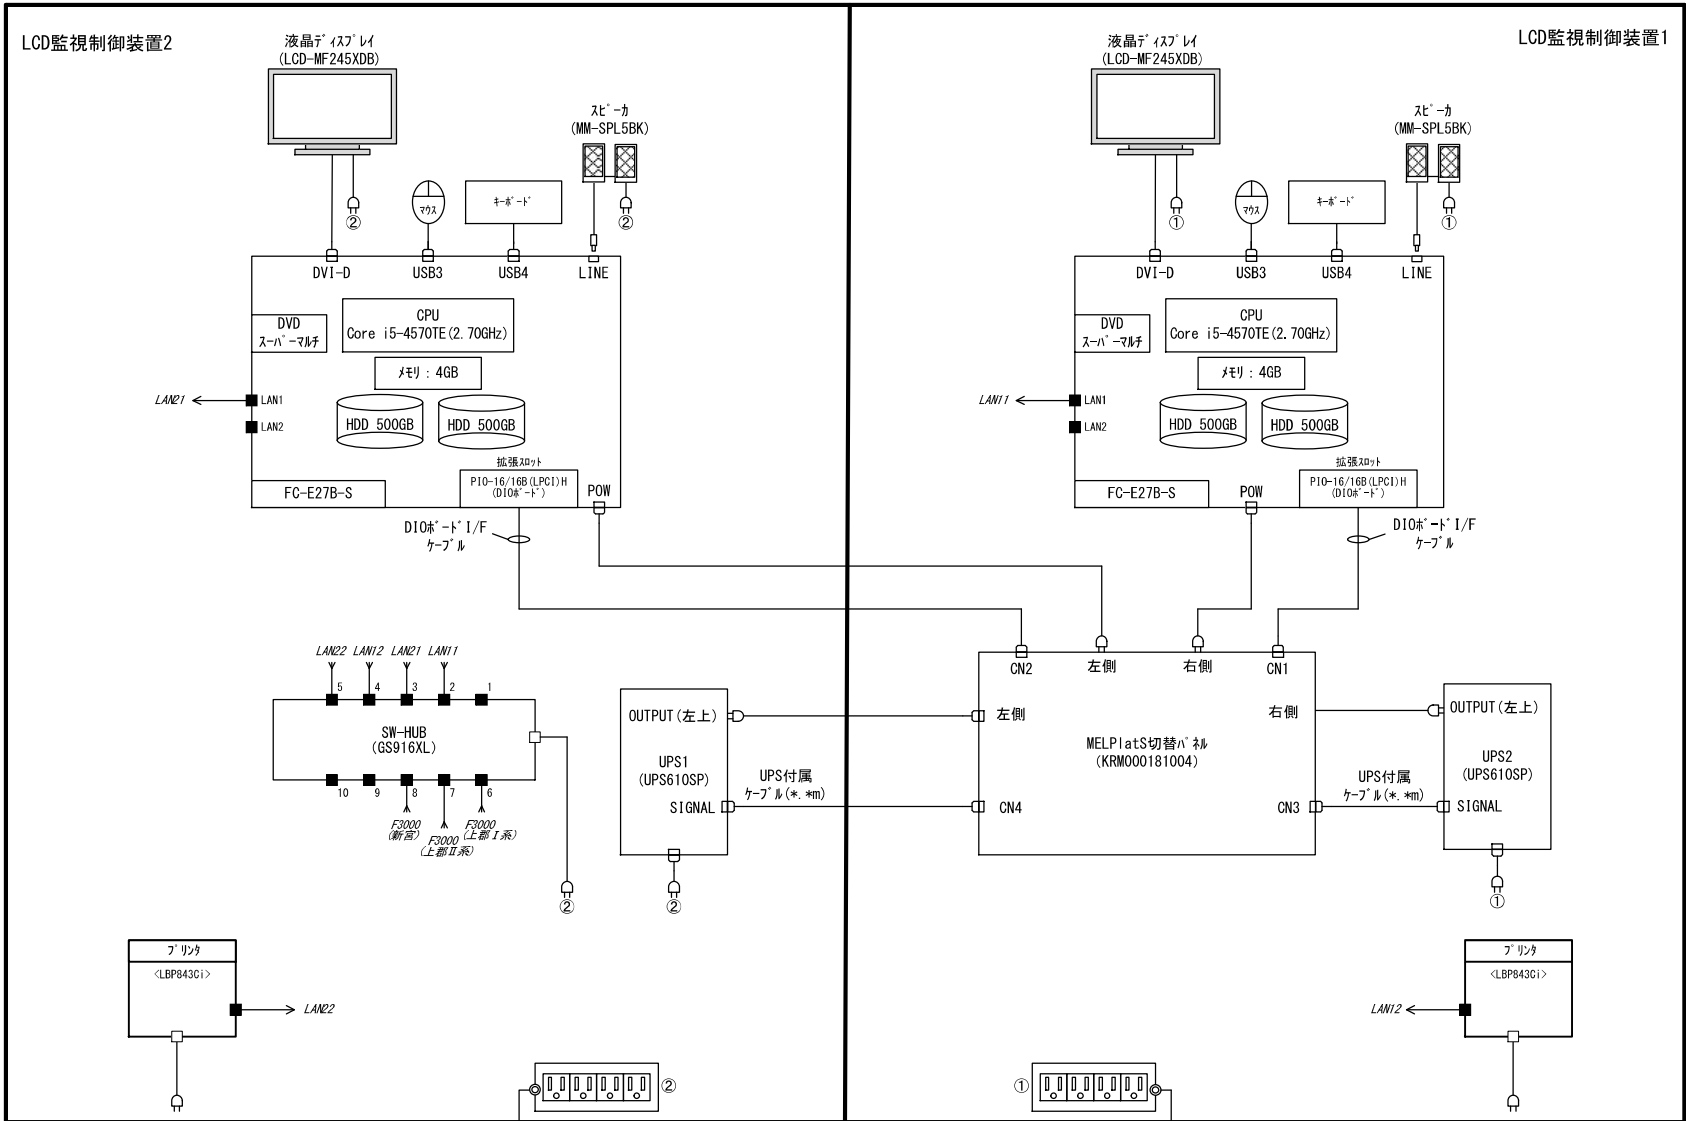 LCD監視制御装置2
液晶ディスプレイ
(LCD-MF245XDB)
スピーカ
(MM-SPL5BK)
②
マウス
キーボード
②
DVI-D
USB3
USB4
LINE
CPU
Core i5-4570TE(2.70GHz)
DVD
スーパーマルチ
メモリ : 4GB
LAN21
LAN1
LAN2
HDD 500GB
HDD 500GB
拡張スロット
PIO-16/16B(LPCI)H
(DIOボード)
FC-E27B-S
POW
DIOボードI/F
ケーブル
LCD監視制御装置1
液晶ディスプレイ
(LCD-MF245XDB)
スピーカ
(MM-SPL5BK)
①
マウス
キーボード
①
DVI-D
USB3
USB4
LINE
CPU
Core i5-4570TE(2.70GHz)
DVD
スーパーマルチ
メモリ : 4GB
LAN11
LAN1
LAN2
HDD 500GB
HDD 500GB
拡張スロット
PIO-16/16B(LPCI)H
(DIOボード)
FC-E27B-S
POW
DIOボードI/F
ケーブル
LAN22
LAN12
LAN21
LAN11
5
4
3
2
1
SW-HUB
(GS916XL)
10
9
8
7
6
F3000
(新宮)
F3000
(上郡Ⅱ系)
F3000
(上郡Ⅰ系)
②
OUTPUT(左上)
UPS1
(UPS610SP)
SIGNAL
②
UPS付属
ケーブル(*.*m)
CN2
左側
右側
CN1
左側
右側
MELPlatS切替パネル
(KRM000181004)
CN4
CN3
UPS付属
ケーブル(*.*m)
OUTPUT(左上)
UPS2
(UPS610SP)
SIGNAL
①
プリンタ
<LBP843Ci>
LAN22
②
①
プリンタ
<LBP843Ci>
LAN12